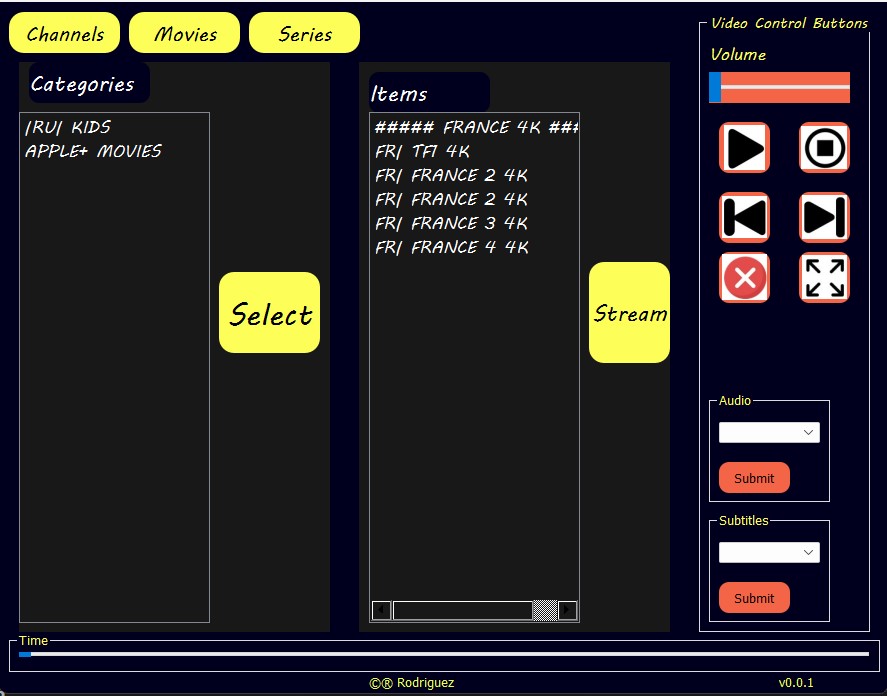 Channels
Movies
Series
Categories
|RU| KIDS
APPLE+ MOVIES
Select
Items
##### FRANCE 4K ###
FR| TF1 4K
FR| FRANCE 2 4K
FR| FRANCE 2 4K
FR| FRANCE 3 4K
FR| FRANCE 4 4K
Stream
Video Control Buttons
Volume
Audio
Submit
Subtitles
Submit
Time
©® Rodriguez
v0.0.1